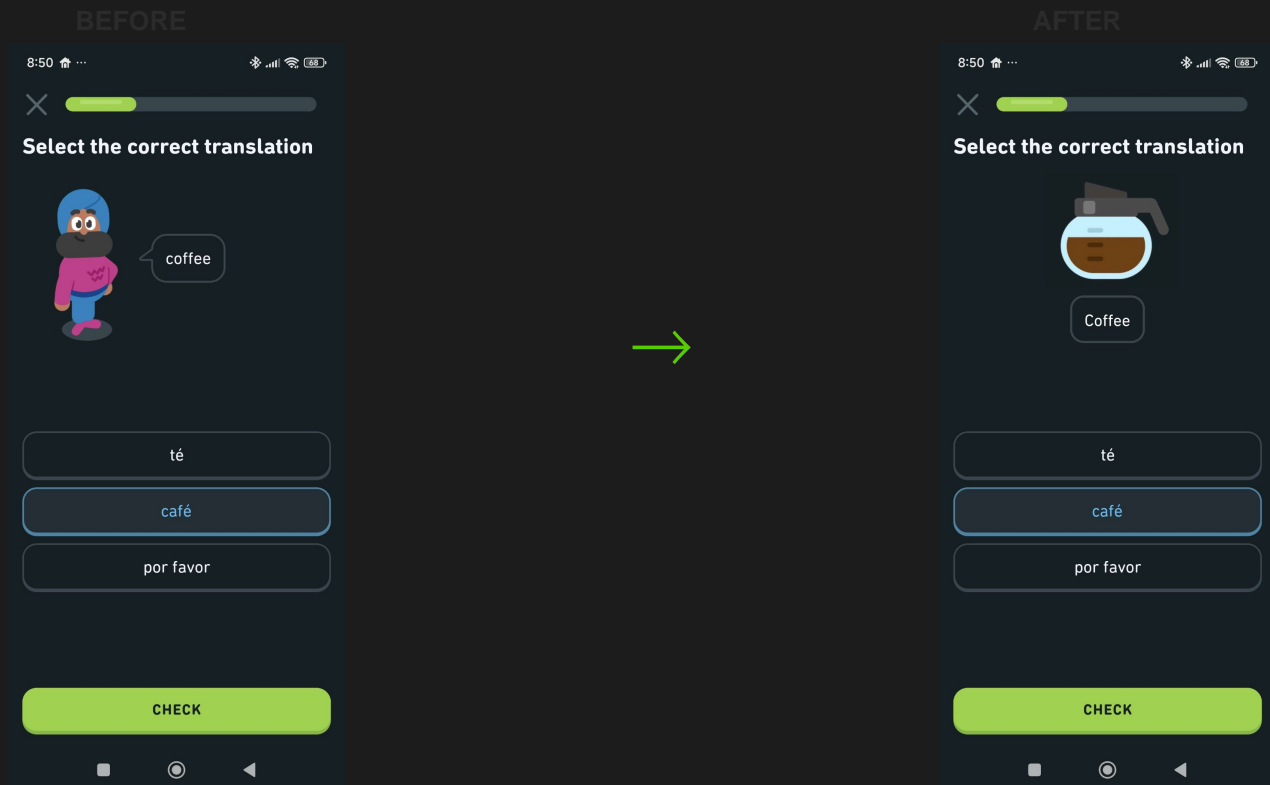 BEFORE
8:50
68
Select the correct translation
coffee
té
café
por favor
CHECK
AFTER
8:50
68
Select the correct translation
Coffee
té
café
por favor
CHECK